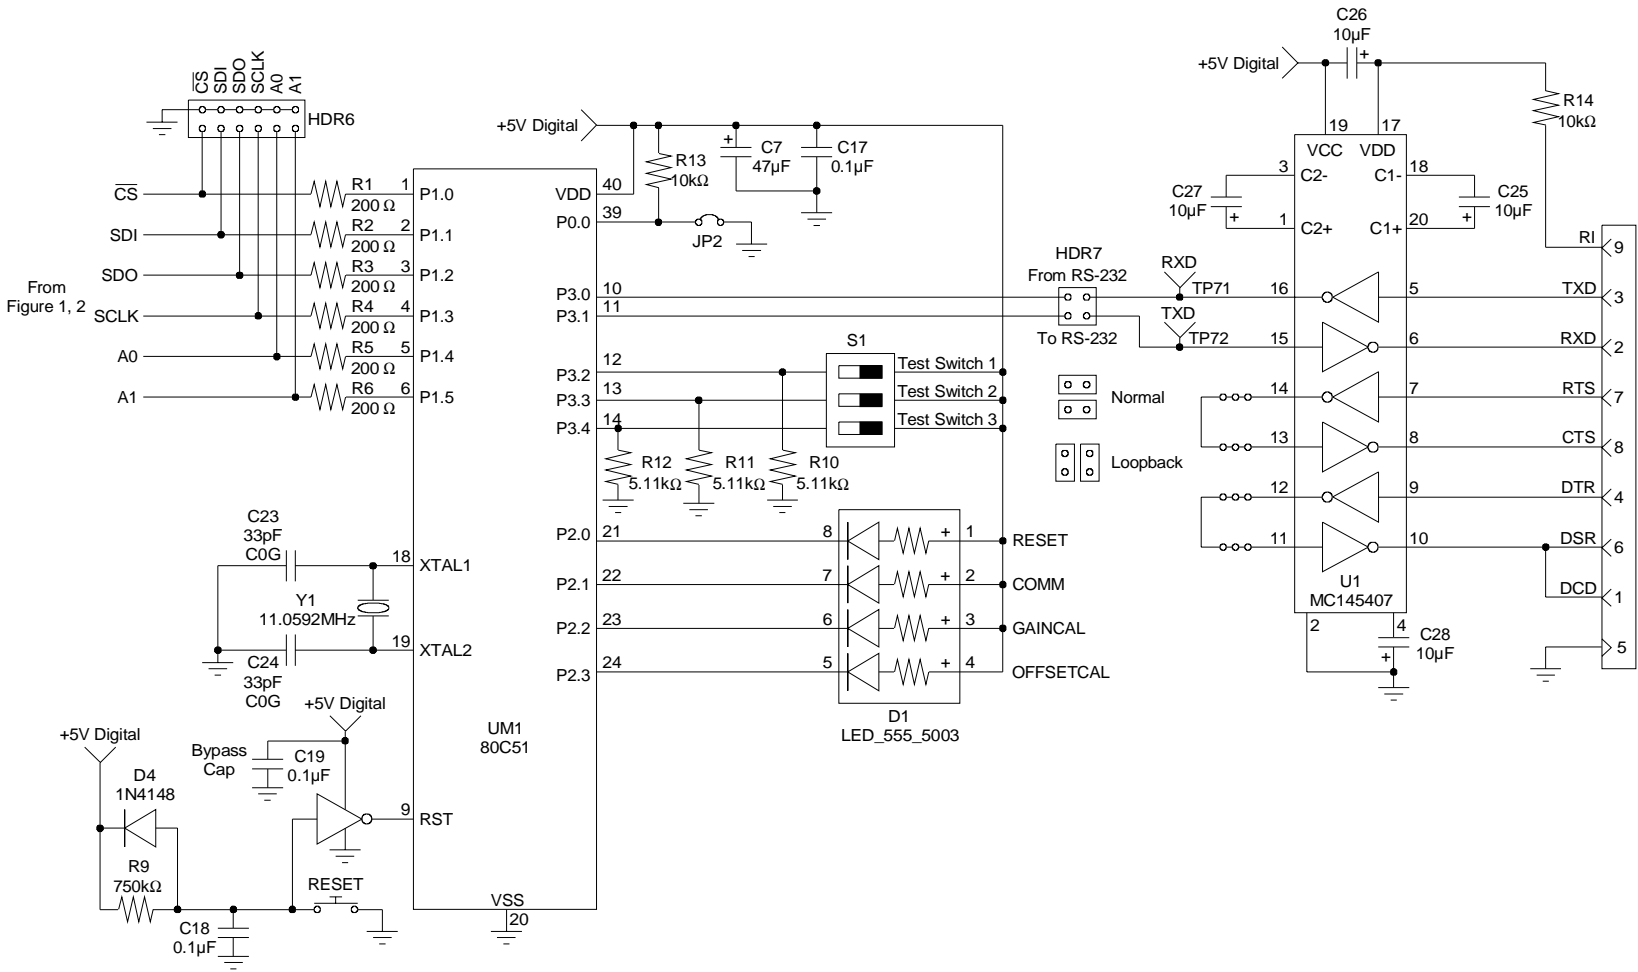 C26
10µF
+5V Digital
+
R14
10kΩ
19
17
VCC
VDD
3
C2-
C1-
18
C27
10µF
+
C25
10µF
+
1
C2+
C1+
20
RI
9
16
5
TXD
3
15
6
RXD
2
14
7
RTS
7
13
8
CTS
8
12
9
DTR
4
11
10
DSR
6
DCD
1
5
U1
MC145407
2
4
C28
10µF
+
CS
SDI
SDO
SCLK
A0
A1
HDR6
From
Figure 1, 2
CS
R1
200 Ω
1
P1.0
SDI
R2
200 Ω
2
P1.1
SDO
R3
200 Ω
3
P1.2
SCLK
R4
200 Ω
4
P1.3
A0
R5
200 Ω
5
P1.4
A1
R6
200 Ω
6
P1.5
+5V Digital
R13
10kΩ
+
C7
47µF
C17
0.1µF
VDD
40
P0.0
39
JP2
HDR7
From RS-232
To RS-232
RXD
TP71
TXD
TP72
P3.0
10
P3.1
11
S1
P3.2
12
Test Switch 1
P3.3
13
Test Switch 2
P3.4
14
Test Switch 3
R12
5.11kΩ
R11
5.11kΩ
R10
5.11kΩ
Normal
Loopback
P2.0
21
8
+
1
RESET
P2.1
22
7
+
2
COMM
P2.2
23
6
+
3
GAINCAL
P2.3
24
5
+
4
OFFSETCAL
D1
LED_555_5003
C23
33pF
C0G
18
XTAL1
Y1
11.0592MHz
19
XTAL2
C24
33pF
C0G
+5V Digital
UM1
80C51
Bypass
Cap
C19
0.1µF
9
RST
+5V Digital
D4
1N4148
R9
750kΩ
RESET
C18
0.1µF
VSS
20